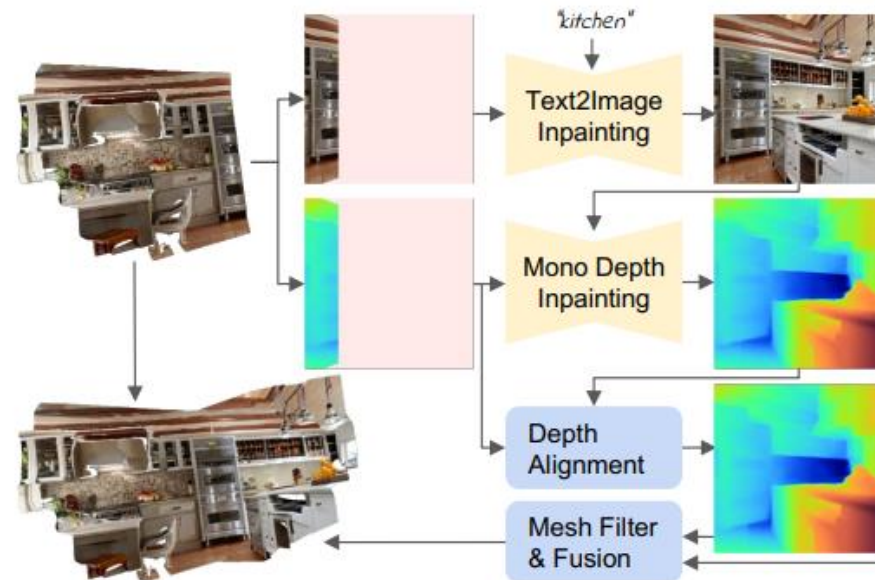 "kitchen"
Text2Image
Inpainting
Mono Depth
Inpainting
Depth
Alignment
Mesh Filter
& Fusion